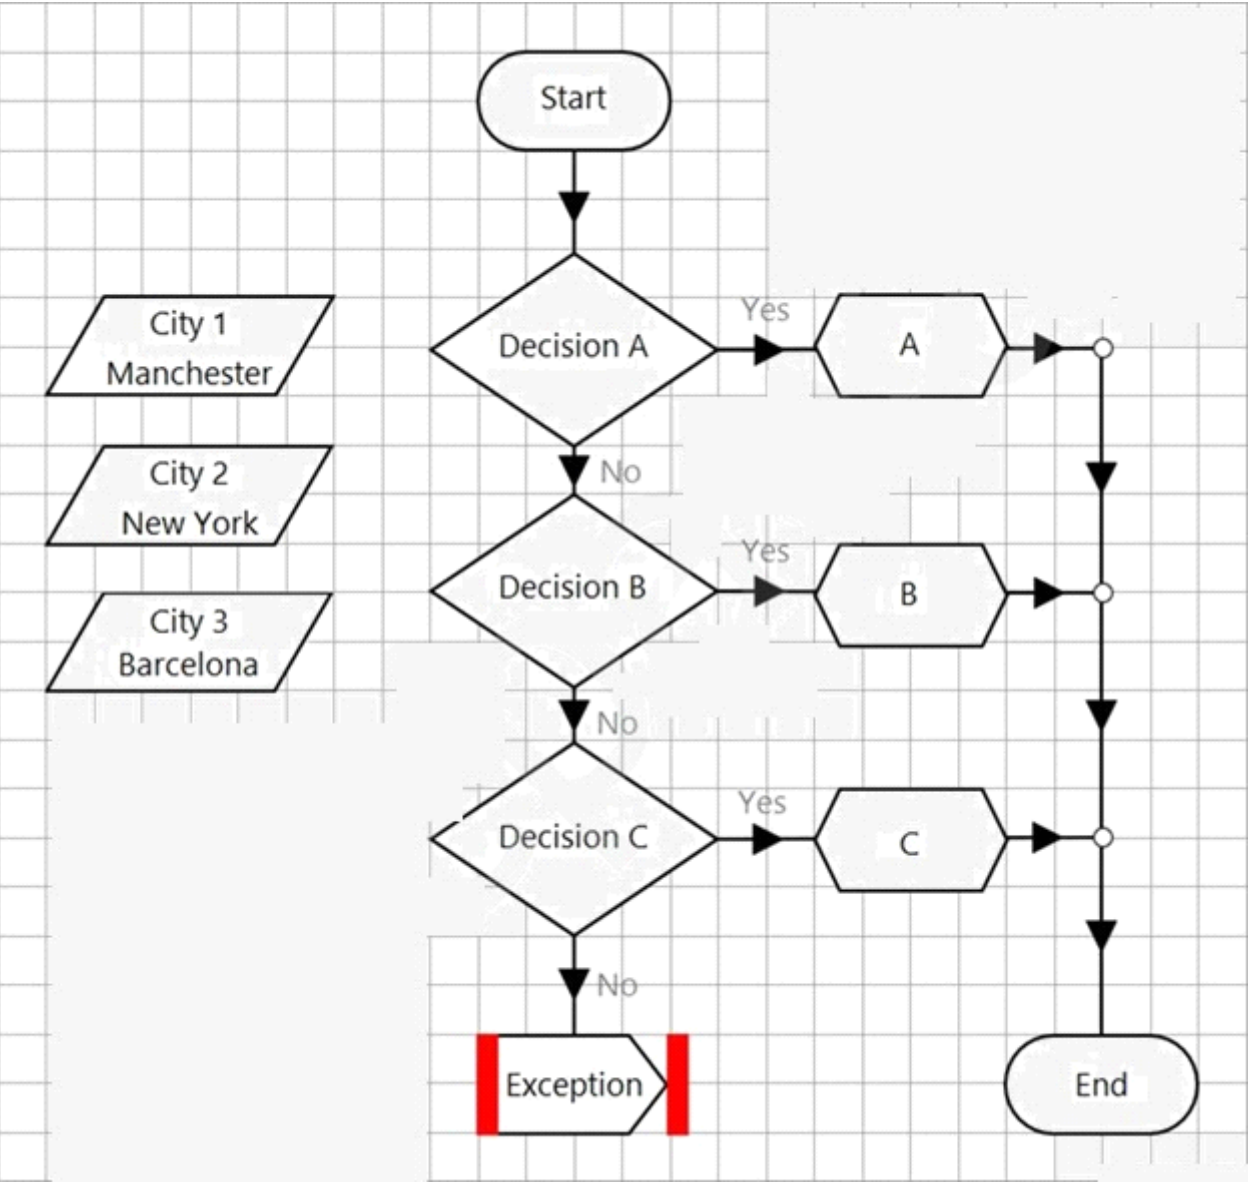 Start
City 1
Manchester
Decision A
Yes
A
No
City 2
New York
Decision B
Yes
B
City 3
Barcelona
No
Decision C
Yes
C
No
Exception
End